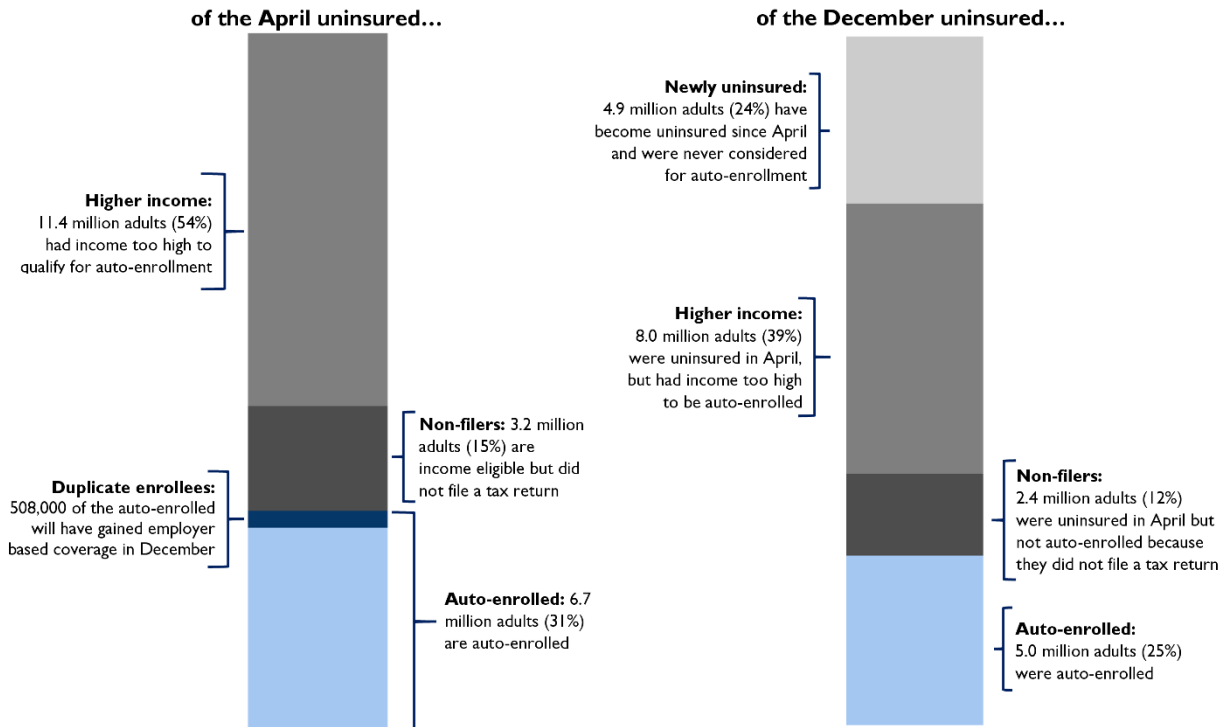 of the April uninsured...
Higher income:
11.4 million adults (54%)
had income too high to
qualify for auto-enrollment
Non-filers: 3.2 million
adults (15%) are
income eligible but did
not file a tax return
Duplicate enrollees:
508,000 of the auto-enrolled
will have gained employer
based coverage in December
Auto-enrolled: 6.7
million adults (31%)
are auto-enrolled
of the December uninsured...
Newly uninsured:
4.9 million adults (24%) have
become uninsured since April
and were never considered
for auto-enrollment
Higher income:
8.0 million adults (39%)
were uninsured in April,
but had income too high
to be auto-enrolled
Non-filers:
2.4 million adults (12%)
were uninsured in April but
not auto-enrolled because
they did not file a tax return
Auto-enrolled:
5.0 million adults (25%)
were auto-enrolled